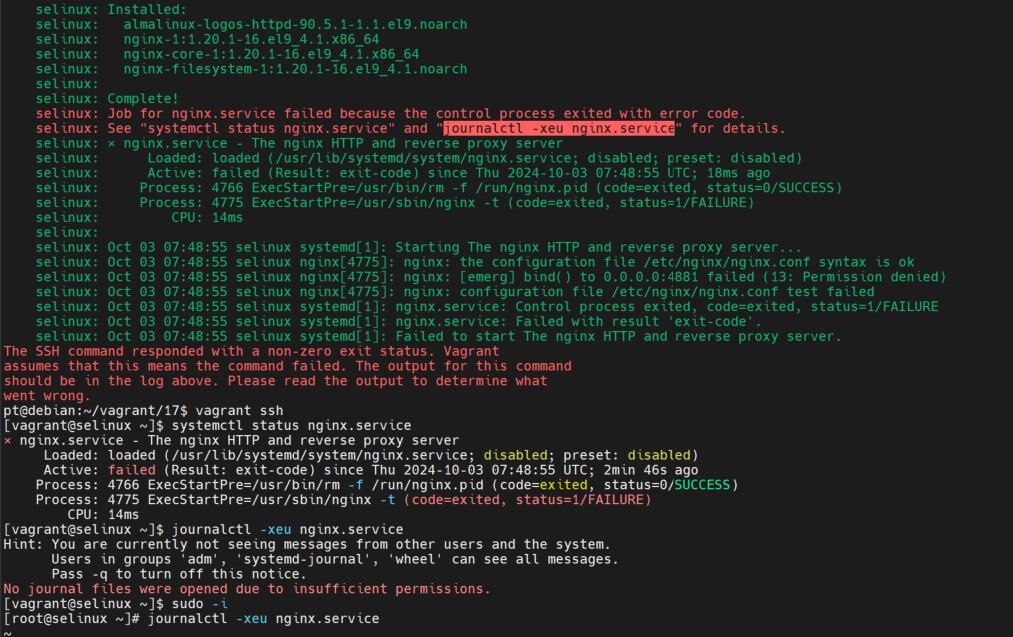 selinux: Installed:
selinux:   almalinux-logos-httpd-90.5.1-1.1.el9.noarch
selinux:   nginx-1:1.20.1-16.el9_4.1.x86_64
selinux:   nginx-core-1:1.20.1-16.el9_4.1.x86_64
selinux:   nginx-filesystem-1:1.20.1-16.el9_4.1.noarch
selinux:
selinux: Complete!
selinux: Job for nginx.service failed because the control process exited with error code.
selinux: See "systemctl status nginx.service" and "journalctl -xeu nginx.service" for details.
selinux: × nginx.service - The nginx HTTP and reverse proxy server
selinux:      Loaded: loaded (/usr/lib/systemd/system/nginx.service; disabled; preset: disabled)
selinux:      Active: failed (Result: exit-code) since Thu 2024-10-03 07:48:55 UTC; 18ms ago
selinux:     Process: 4766 ExecStartPre=/usr/bin/rm -f /run/nginx.pid (code=exited, status=0/SUCCESS)
selinux:     Process: 4775 ExecStartPre=/usr/sbin/nginx -t (code=exited, status=1/FAILURE)
selinux:         CPU: 14ms
selinux:
selinux: Oct 03 07:48:55 selinux systemd[1]: Starting The nginx HTTP and reverse proxy server...
selinux: Oct 03 07:48:55 selinux nginx[4775]: nginx: the configuration file /etc/nginx/nginx.conf syntax is ok
selinux: Oct 03 07:48:55 selinux nginx[4775]: nginx: [emerg] bind() to 0.0.0.0:4881 failed (13: Permission denied)
selinux: Oct 03 07:48:55 selinux nginx[4775]: nginx: configuration file /etc/nginx/nginx.conf test failed
selinux: Oct 03 07:48:55 selinux systemd[1]: nginx.service: Control process exited, code=exited, status=1/FAILURE
selinux: Oct 03 07:48:55 selinux systemd[1]: nginx.service: Failed with result 'exit-code'.
selinux: Oct 03 07:48:55 selinux systemd[1]: Failed to start The nginx HTTP and reverse proxy server.
The SSH command responded with a non-zero exit status. Vagrant
assumes that this means the command failed. The output for this command
should be in the log above. Please read the output to determine what
went wrong.
pt@debian:~/vagrant/17$ vagrant ssh
[vagrant@selinux ~]$ systemctl status nginx.service
× nginx.service - The nginx HTTP and reverse proxy server
     Loaded: loaded (/usr/lib/systemd/system/nginx.service; disabled; preset: disabled)
     Active: failed (Result: exit-code) since Thu 2024-10-03 07:48:55 UTC; 2min 46s ago
    Process: 4766 ExecStartPre=/usr/bin/rm -f /run/nginx.pid (code=exited, status=0/SUCCESS)
    Process: 4775 ExecStartPre=/usr/sbin/nginx -t (code=exited, status=1/FAILURE)
        CPU: 14ms
[vagrant@selinux ~]$ journalctl -xeu nginx.service
Hint: You are currently not seeing messages from other users and the system.
      Users in groups 'adm', 'systemd-journal', 'wheel' can see all messages.
      Pass -q to turn off this notice.
No journal files were opened due to insufficient permissions.
[vagrant@selinux ~]$ sudo -i
[root@selinux ~]# journalctl -xeu nginx.service
~